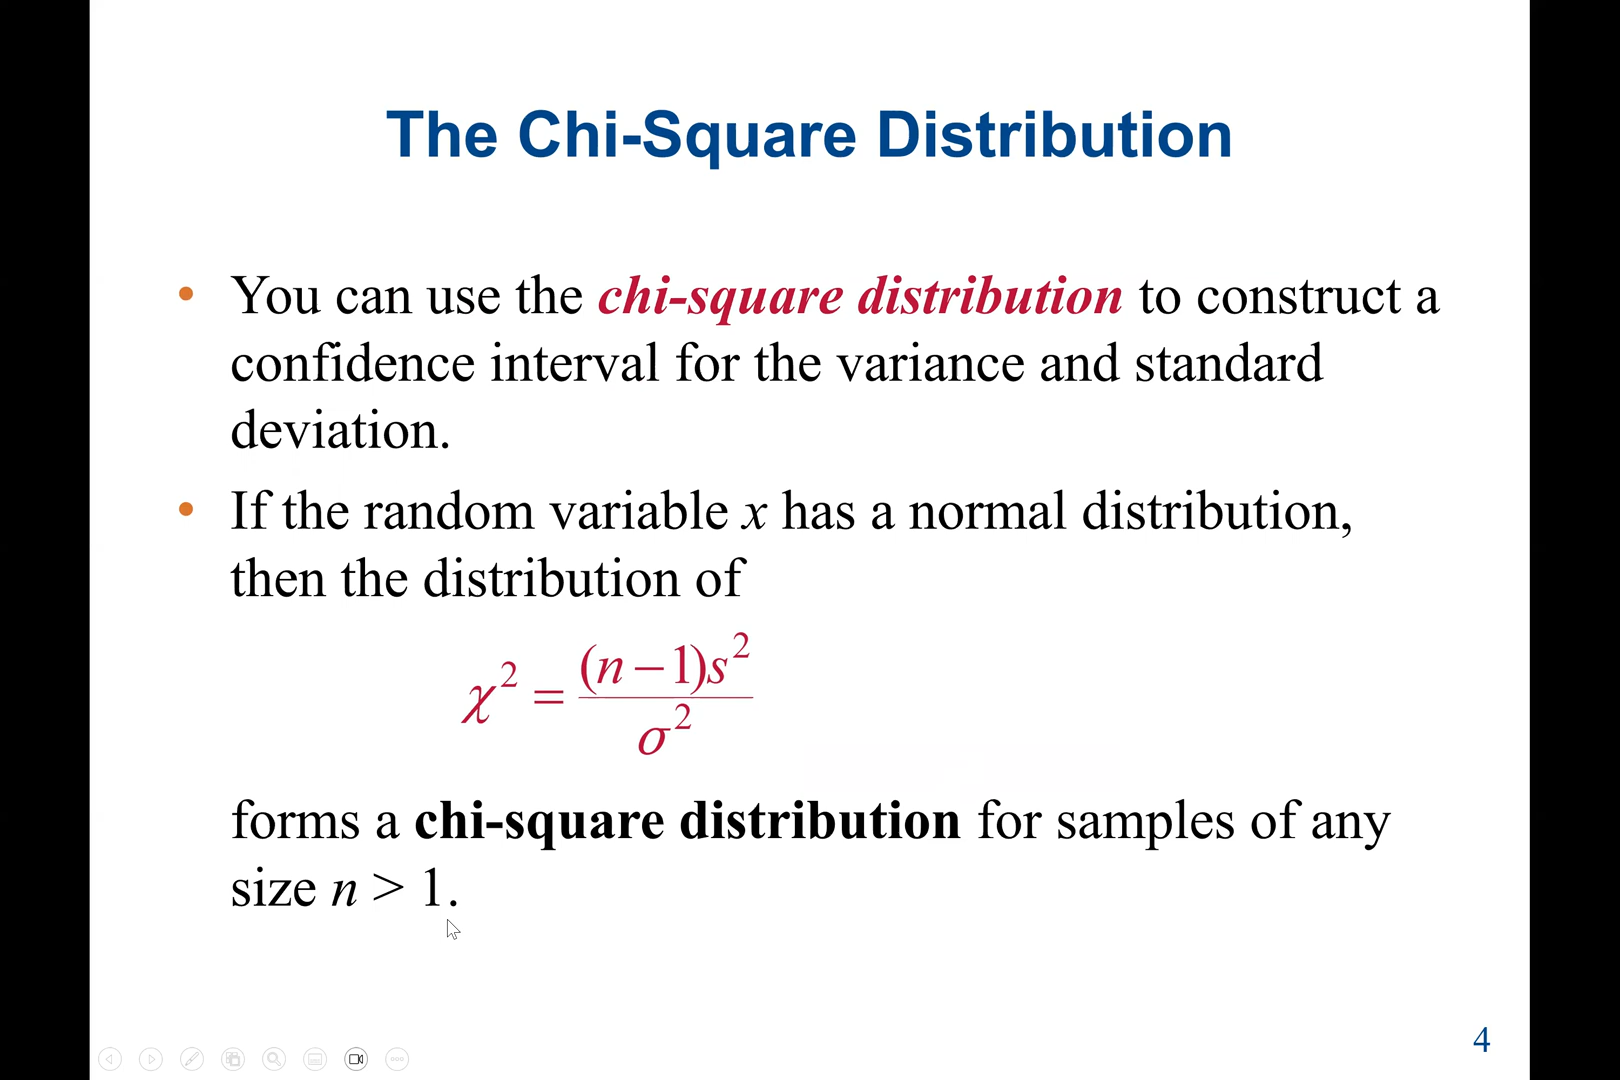 The Chi-Square Distribution
• You can use the chi-square distribution to construct a
confidence interval for the variance and standard
deviation.
• If the random variable x has a normal distribution,
then the distribution of
χ² = (n − 1)s² / σ²
forms a chi-square distribution for samples of any
size n > 1.
4